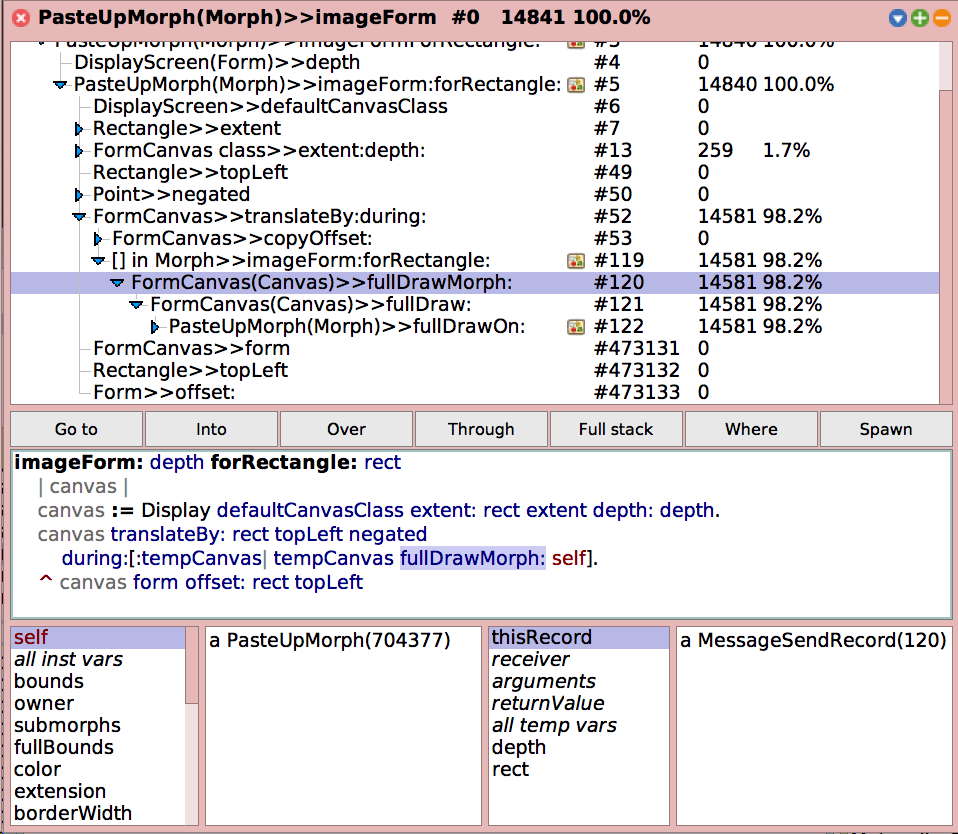 PasteUpMorph(Morph)>>imageForm #0 14841 100.0%
PasteUpMorph(Morph)>>imageFormForRectangle: #3 14840 100.0%
DisplayScreen(Form)>>depth #4 0
PasteUpMorph(Morph)>>imageForm:forRectangle: #5 14840 100.0%
DisplayScreen>>defaultCanvasClass #6 0
Rectangle>>extent #7 0
FormCanvas class>>extent:depth: #13 259 1.7%
Rectangle>>topLeft #49 0
Point>>negated #50 0
FormCanvas>>translateBy:during: #52 14581 98.2%
FormCanvas>>copyOffset: #53 0
[] in Morph>>imageForm:forRectangle: #119 14581 98.2%
FormCanvas(Canvas)>>fullDrawMorph: #120 14581 98.2%
FormCanvas(Canvas)>>fullDraw: #121 14581 98.2%
PasteUpMorph(Morph)>>fullDrawOn: #122 14581 98.2%
FormCanvas>>form #473131 0
Rectangle>>topLeft #473132 0
Form>>offset: #473133 0
Go to Into Over Through Full stack Where Spawn
imageForm: depth forRectangle: rect
| canvas |
canvas := Display defaultCanvasClass extent: rect extent depth: depth.
canvas translateBy: rect topLeft negated
during:[:tempCanvas| tempCanvas fullDrawMorph: self].
^ canvas form offset: rect topLeft
self
all inst vars
bounds
owner
submorphs
fullBounds
color
extension
borderWidth
a PasteUpMorph(704377)
thisRecord
receiver
arguments
returnValue
all temp vars
depth
rect
a MessageSendRecord(120)